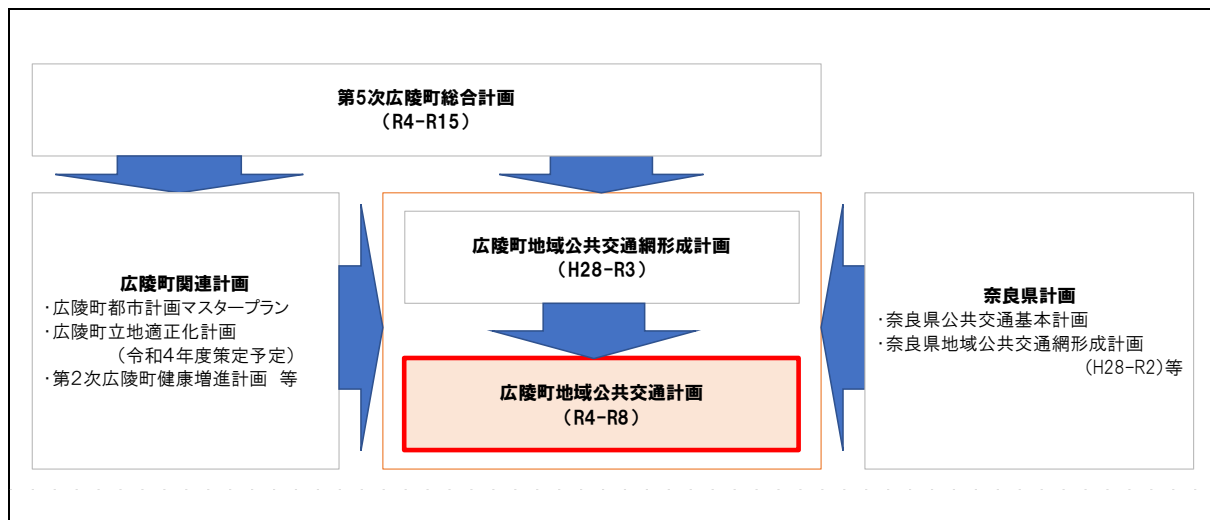 第5次広陵町総合計画
（R4-R15）
広陵町関連計画
・広陵町都市計画マスタープラン
・広陵町立地適正化計画
（令和4年度策定予定）
・第2次広陵町健康増進計画　等
広陵町地域公共交通網形成計画
（H28-R3）
広陵町地域公共交通計画
（R4-R8）
奈良県計画
・奈良県公共交通基本計画
・奈良県地域公共交通網形成計画
（H28-R2）等